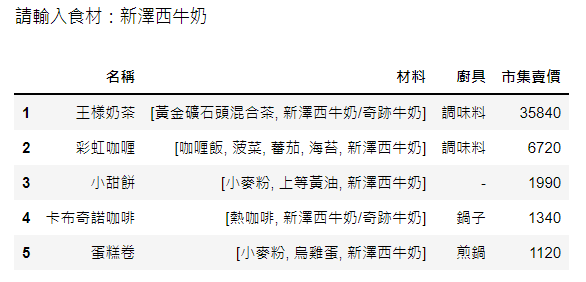 請輸入食材：新澤西牛奶
名稱 材料 廚具 市集賣價
1 王樣奶茶 [黃金礦石頭混合茶, 新澤西牛奶/奇跡牛奶] 調味料 35840
2 彩虹咖喱 [咖喱飯, 菠菜, 蕃茄, 海苔, 新澤西牛奶] 調味料 6720
3 小甜餅 [小麥粉, 上等黃油, 新澤西牛奶] - 1990
4 卡布奇諾咖啡 [熱咖啡, 新澤西牛奶/奇跡牛奶] 鍋子 1340
5 蛋糕卷 [小麥粉, 烏雞蛋, 新澤西牛奶] 煎鍋 1120